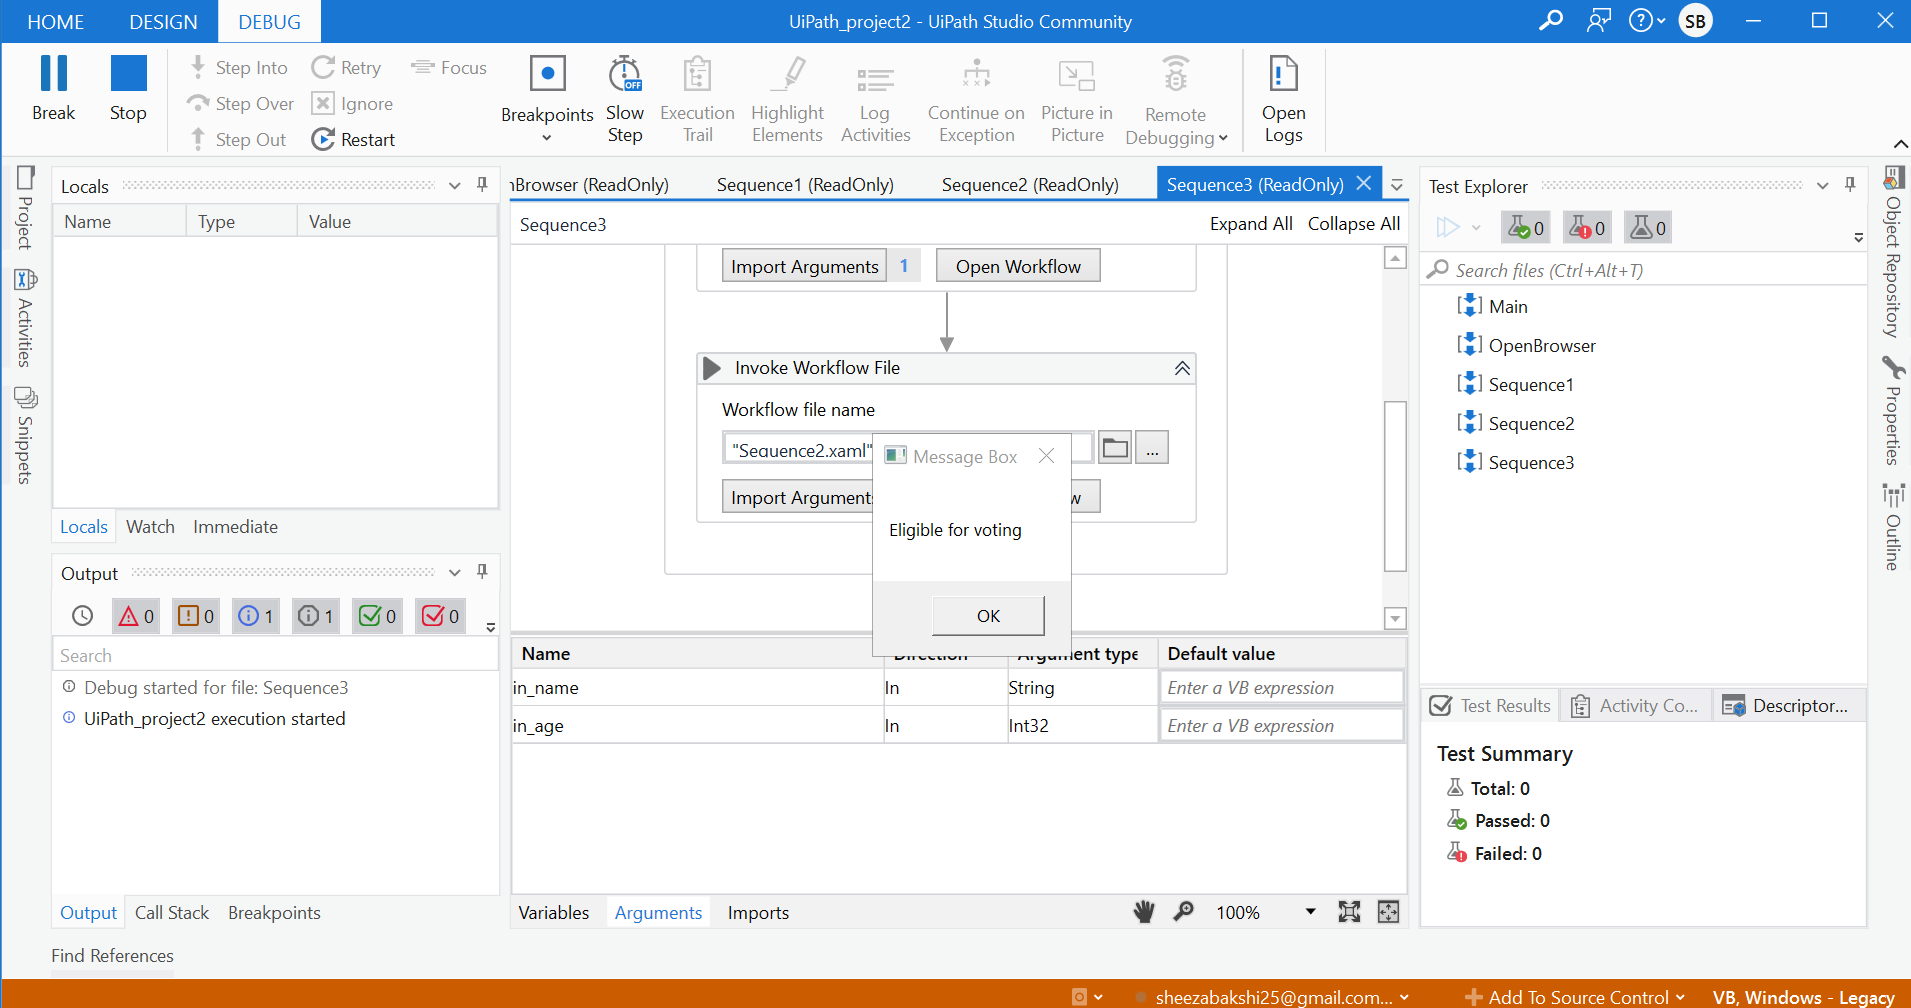 HOME DESIGN DEBUG UiPath_project2 - UiPath Studio Community SB
Break Stop
Step Into Retry Focus
Step Over Ignore
Step Out Restart
Breakpoints Slow Step Execution Trail Highlight Elements Log Activities Continue on Exception Picture in Picture Remote Debugging Open Logs
Project
Activities
Snippets
Locals
Name Type Value
Locals Watch Immediate
Output
0 0 1 1 0 0
Search
Debug started for file: Sequence3
UiPath_project2 execution started
Output Call Stack Breakpoints
Find References
nBrowser (ReadOnly) Sequence1 (ReadOnly) Sequence2 (ReadOnly) Sequence3 (ReadOnly)
Sequence3 Expand All Collapse All
Import Arguments 1 Open Workflow
Invoke Workflow File
Workflow file name
"Sequence2.xaml" ...
Import Arguments w
Message Box
Eligible for voting
OK
Name Direction Argument type Default value
in_name In String Enter a VB expression
in_age In Int32 Enter a VB expression
Variables Arguments Imports 100%
Test Explorer
0 0 0
Search files (Ctrl+Alt+T)
Main
OpenBrowser
Sequence1
Sequence2
Sequence3
Test Results Activity Co... Descriptor...
Test Summary
Total: 0
Passed: 0
Failed: 0
Object Repository
Properties
Outline
sheezabakshi25@gmail.com... Add To Source Control VB, Windows - Legacy